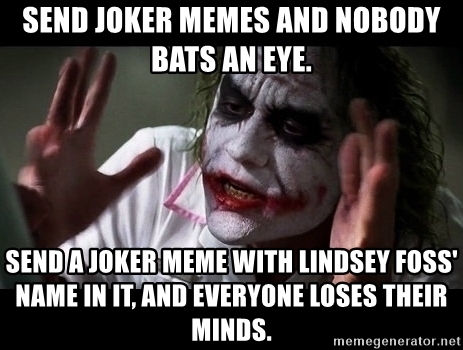 SEND JOKER MEMES AND NOBODY
BATS AN EYE.
SEND A JOKER MEME WITH LINDSEY FOSS'
NAME IN IT, AND EVERYONE LOSES THEIR
MINDS.
memegenerator.net